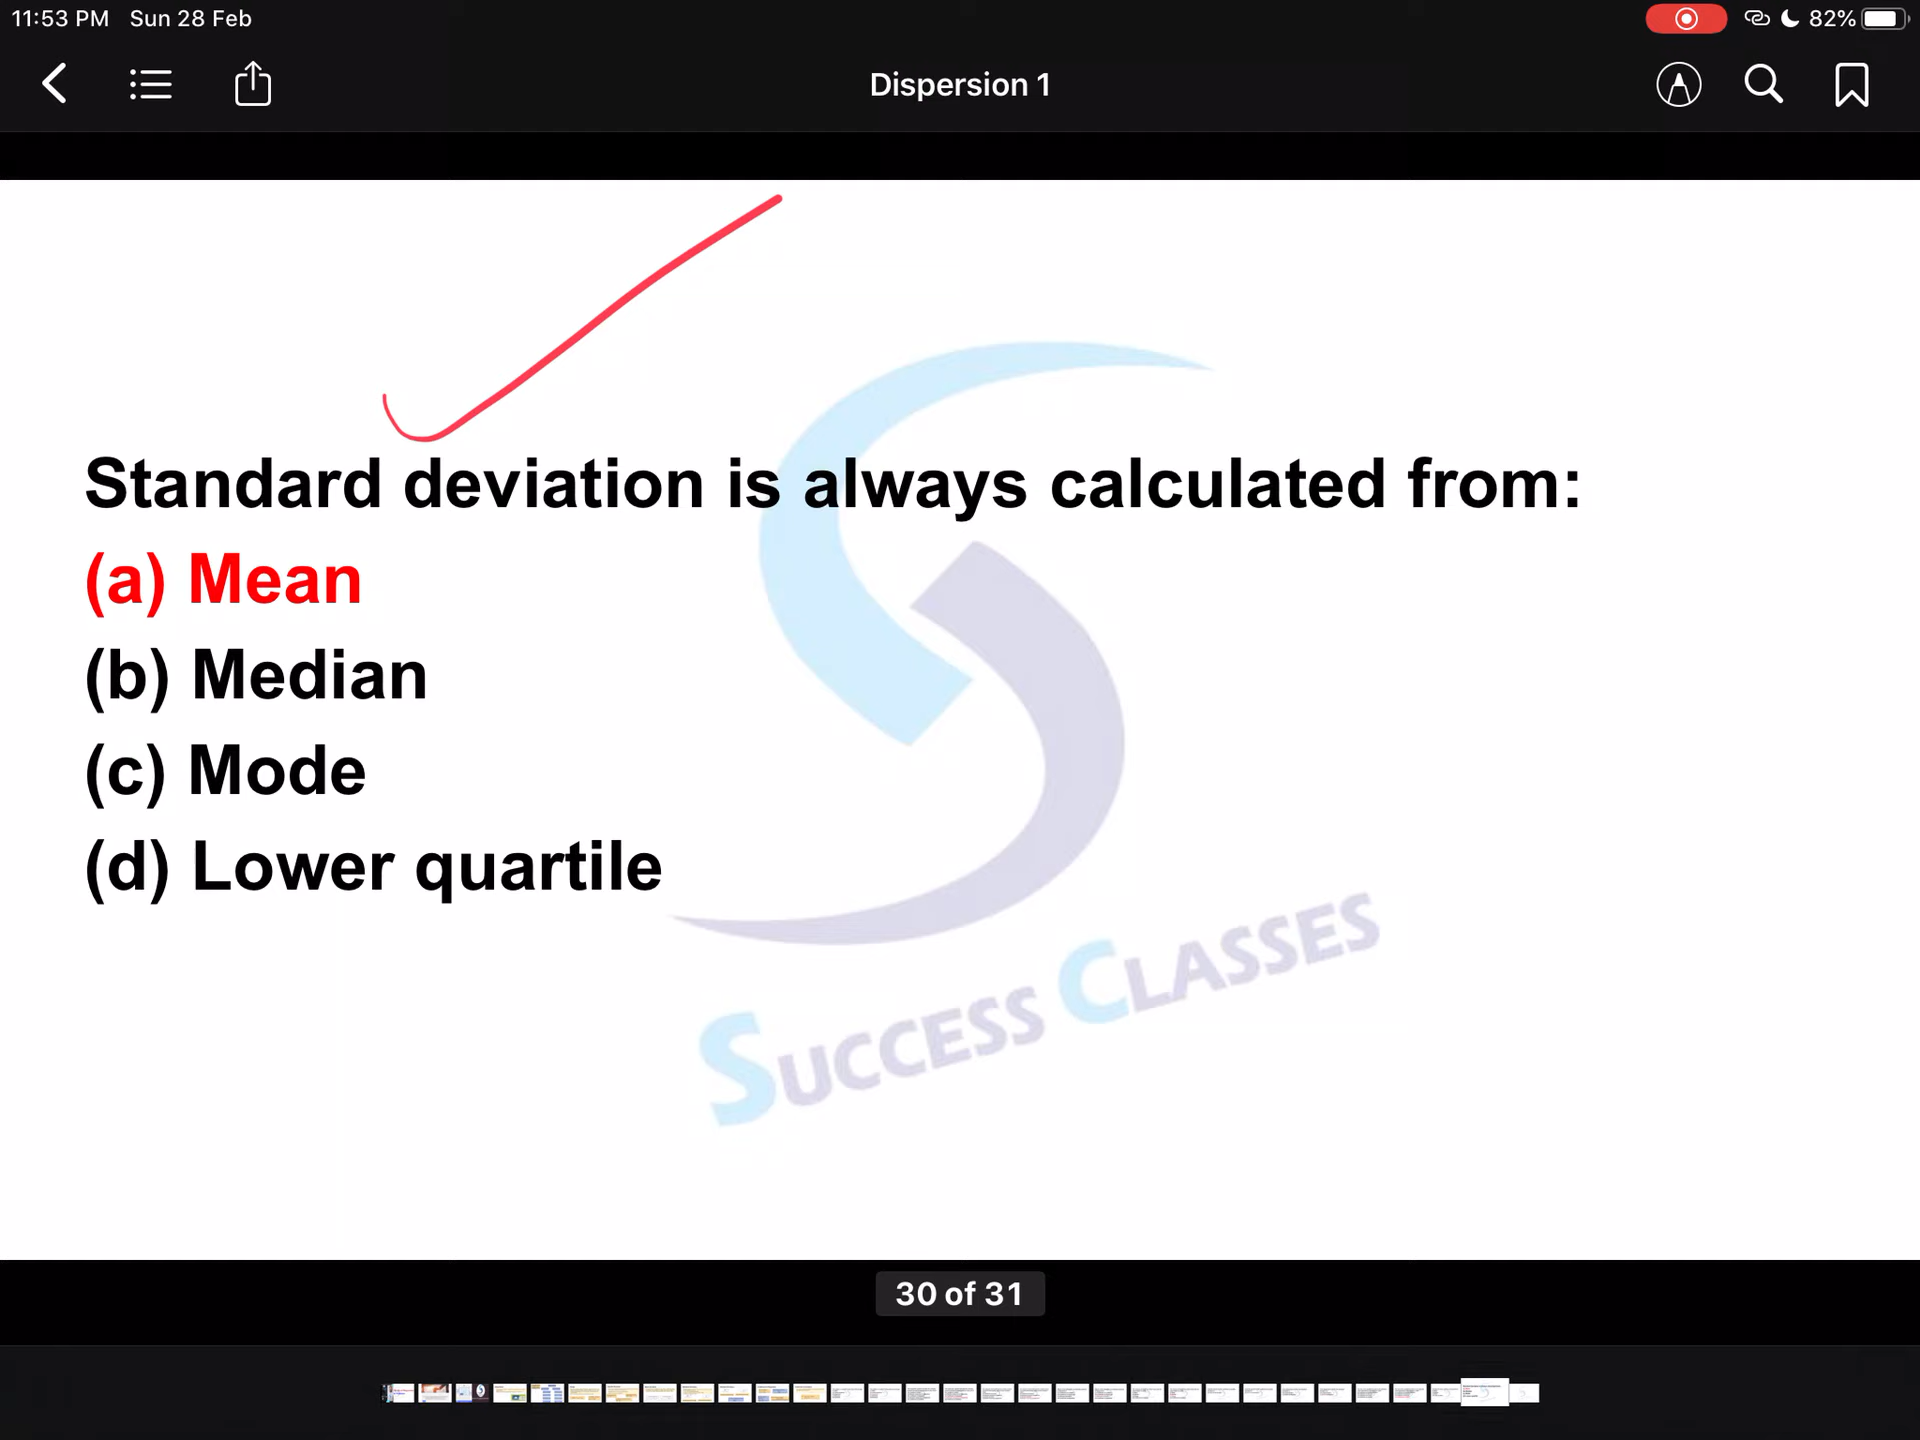 11:53 PM Sun 28 Feb
82%
Dispersion 1
Standard deviation is always calculated from:
(a) Mean
(b) Median
(c) Mode
(d) Lower quartile
SUCCESS CLASSES
30 of 31